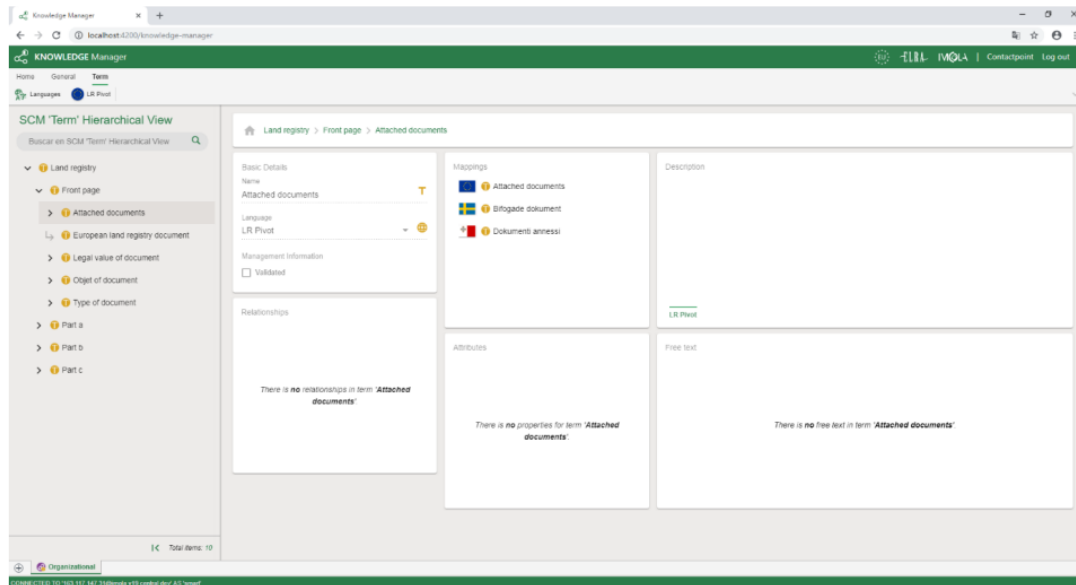 Knowledge Manager
localhost:4200/knowledge-manager
KNOWLEDGE Manager
EU ELRA IMOLA | Contactpoint Log out
Home General Term
Languages LR Pivot
SCM 'Term' Hierarchical View
Buscar en SCM 'Term' Hierarchical View
Land registry
Front page
Attached documents
European land registry document
Legal value of document
Objet of document
Type of document
Part a
Part b
Part c
Total items: 10
Land registry > Front page > Attached documents
Basic Details
Name
Attached documents
Language
LR Pivot
Management Information
Validated
Relationships
There is no relationships in term 'Attached
documents'.
Mappings
Attached documents
Bifogade dokument
Dokumenti annessi
Attributes
There is no properties for term 'Attached
documents'.
Description
LR Pivot
Free text
There is no free text in term 'Attached documents'.
Organizational
CONNECTED TO